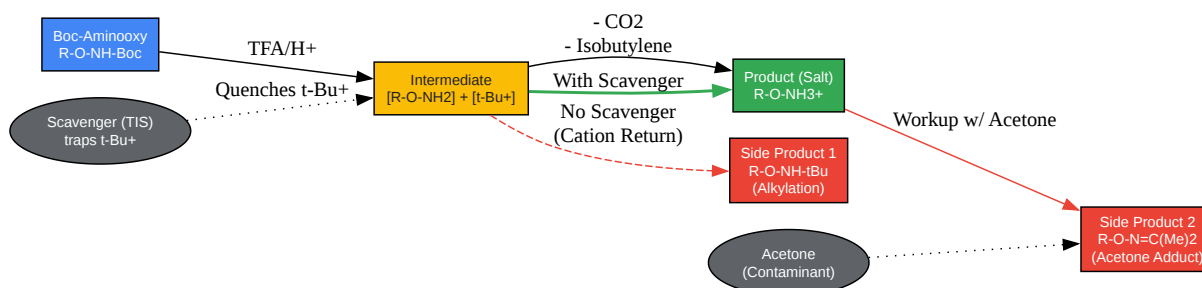 Boc-Aminooxy
R-O-NH-Boc
TFA/H+
Quenches t-Bu+
Scavenger (TIS)
traps t-Bu+
Intermediate
[R-O-NH2] + [t-Bu+]
- CO2
- Isobutylene
With Scavenger
No Scavenger
(Cation Return)
Product (Salt)
R-O-NH3+
Side Product 1
R-O-NH-tBu
(Alkylation)
Workup w/ Acetone
Acetone
(Contaminant)
Side Product 2
R-O-N=C(Me)2
(Acetone Adduct)